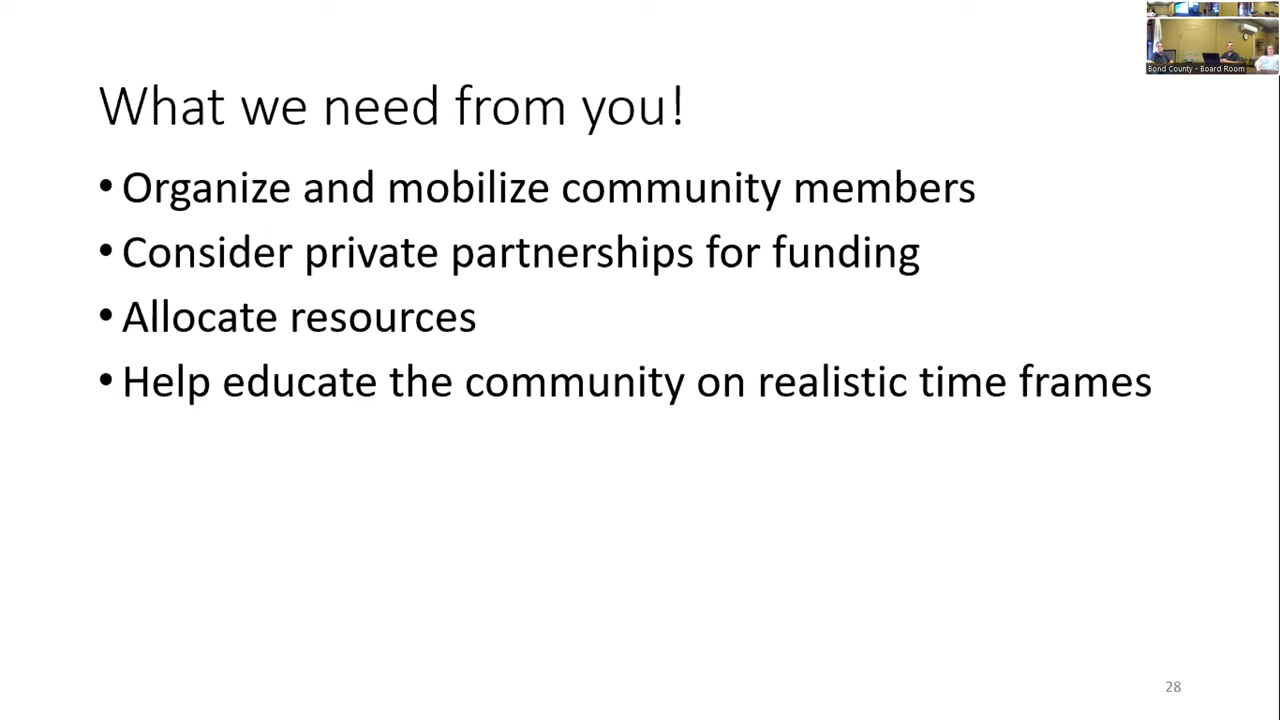 Bond County - Board Room
What we need from you!
• Organize and mobilize community members
• Consider private partnerships for funding
• Allocate resources
• Help educate the community on realistic time frames
28